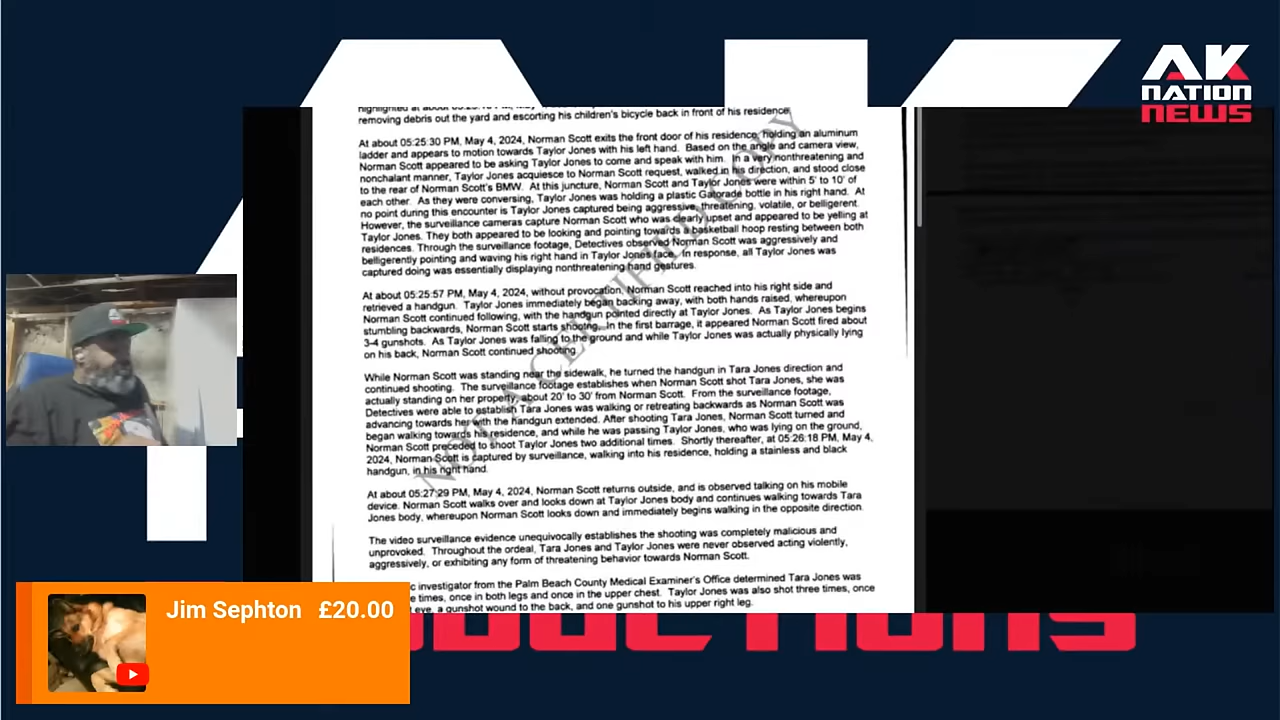 AK
NATION
NEWS
removing debris out the yard and escorting his children's bicycle back in front of his residence.
At about 05:25:30 PM, May 4, 2024, Norman Scott exits the front door of his residence, holding an aluminum
ladder and appears to motion towards Taylor Jones with his left hand. Based on the angle and camera view,
Norman Scott appeared to be asking Taylor Jones to come and speak with him. In a very nonthreatening and
nonchalant manner, Taylor Jones acquiesce to Norman Scott request, walked in his direction, and stood close
to the rear of Norman Scott's BMW. At this juncture, Norman Scott and Taylor Jones were within 5' to 10' of
each other. As they were conversing, Taylor Jones was holding a plastic Gatorade bottle in his right hand. At
no point during this encounter is Taylor Jones captured being aggressive, threatening, volatile, or belligerent.
However, the surveillance cameras capture Norman Scott who was clearly upset and appeared to be yelling at
Taylor Jones. They both appeared to be looking and pointing towards a basketball hoop resting between both
residences. Through the surveillance footage, Detectives observed Norman Scott was aggressively and
belligerently pointing and waving his right hand in Taylor Jones face. In response, all Taylor Jones was
captured doing was essentially displaying nonthreatening hand gestures.
At about 05:25:57 PM, May 4, 2024, without provocation, Norman Scott reached into his right side and
retrieved a handgun. Taylor Jones immediately began backing away, with both hands raised, whereupon
Norman Scott continued following, with the handgun pointed directly at Taylor Jones. As Taylor Jones begins
stumbling backwards, Norman Scott starts shooting. In the first barrage, it appeared Norman Scott fired about
3-4 gunshots. As Taylor Jones was falling to the ground and while Taylor Jones was actually physically lying
on his back, Norman Scott continued shooting.
While Norman Scott was standing near the sidewalk, he turned the handgun in Tara Jones direction and
continued shooting. The surveillance footage establishes when Norman Scott shot Tara Jones, she was
actually standing on her property, about 20' to 30' from Norman Scott. From the surveillance footage,
Detectives were able to establish Tara Jones was walking or retreating backwards as Norman Scott was
advancing towards her with the handgun extended. After shooting Tara Jones, Norman Scott turned and
began walking towards his residence, and while he was passing Taylor Jones, who was lying on the ground,
Norman Scott preceded to shoot Taylor Jones two additional times. Shortly thereafter, at 05:26:18 PM, May 4,
2024, Norman Scott is captured by surveillance, walking into his residence, holding a stainless and black
handgun, in his right hand.
At about 05:27:29 PM, May 4, 2024, Norman Scott returns outside, and is observed talking on his mobile
device. Norman Scott walks over and looks down at Taylor Jones body and continues walking towards Tara
Jones body, whereupon Norman Scott looks down and immediately begins walking in the opposite direction.
The video surveillance evidence unequivocally establishes the shooting was completely malicious and
unprovoked. Throughout the ordeal, Tara Jones and Taylor Jones were never observed acting violently,
aggressively, or exhibiting any form of threatening behavior towards Norman Scott.
c investigator from the Palm Beach County Medical Examiner's Office determined Tara Jones was
e times, once in both legs and once in the upper chest. Taylor Jones was also shot three times, once
eye, a gunshot wound to the back, and one gunshot to his upper right leg.
NOT A CERTIFIED COPY
Jim Sephton £20.00